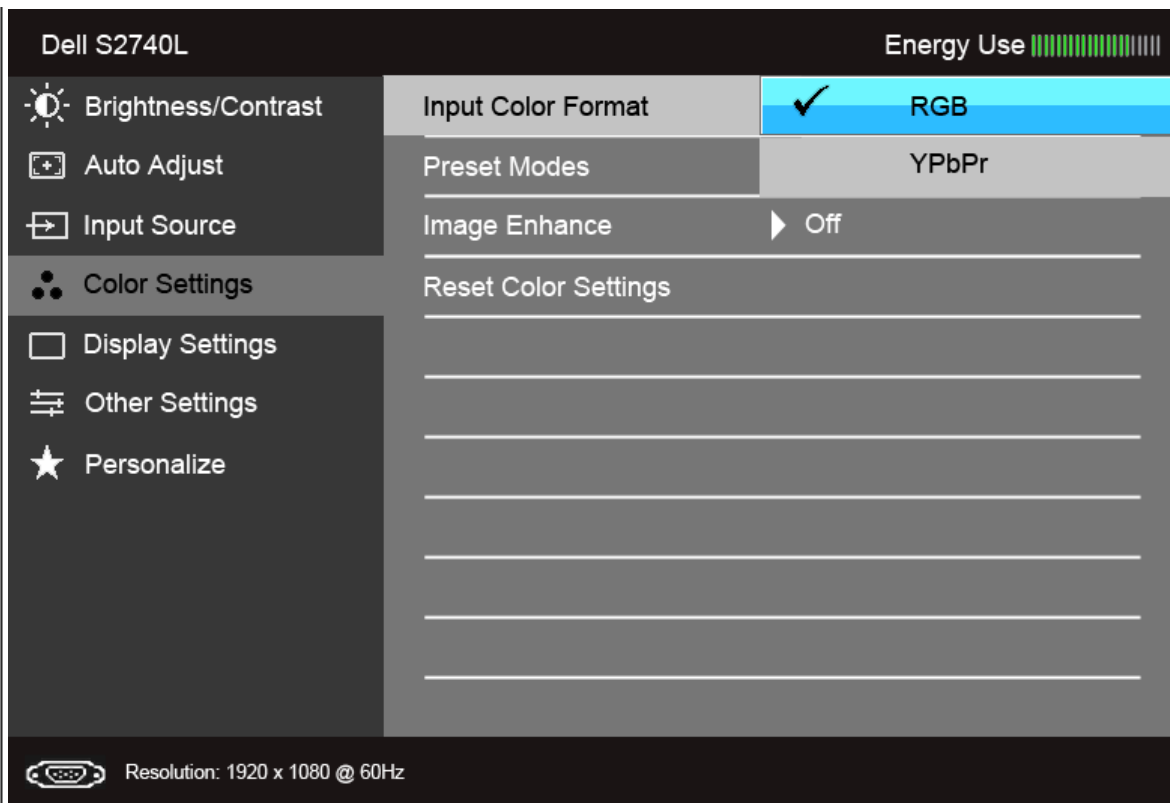 Dell S2740L
Energy Use
Brightness/Contrast
Auto Adjust
Input Source
Color Settings
Display Settings
Other Settings
Personalize
Input Color Format
RGB
Preset Modes
YPbPr
Image Enhance
Off
Reset Color Settings
Resolution: 1920 x 1080 @ 60Hz